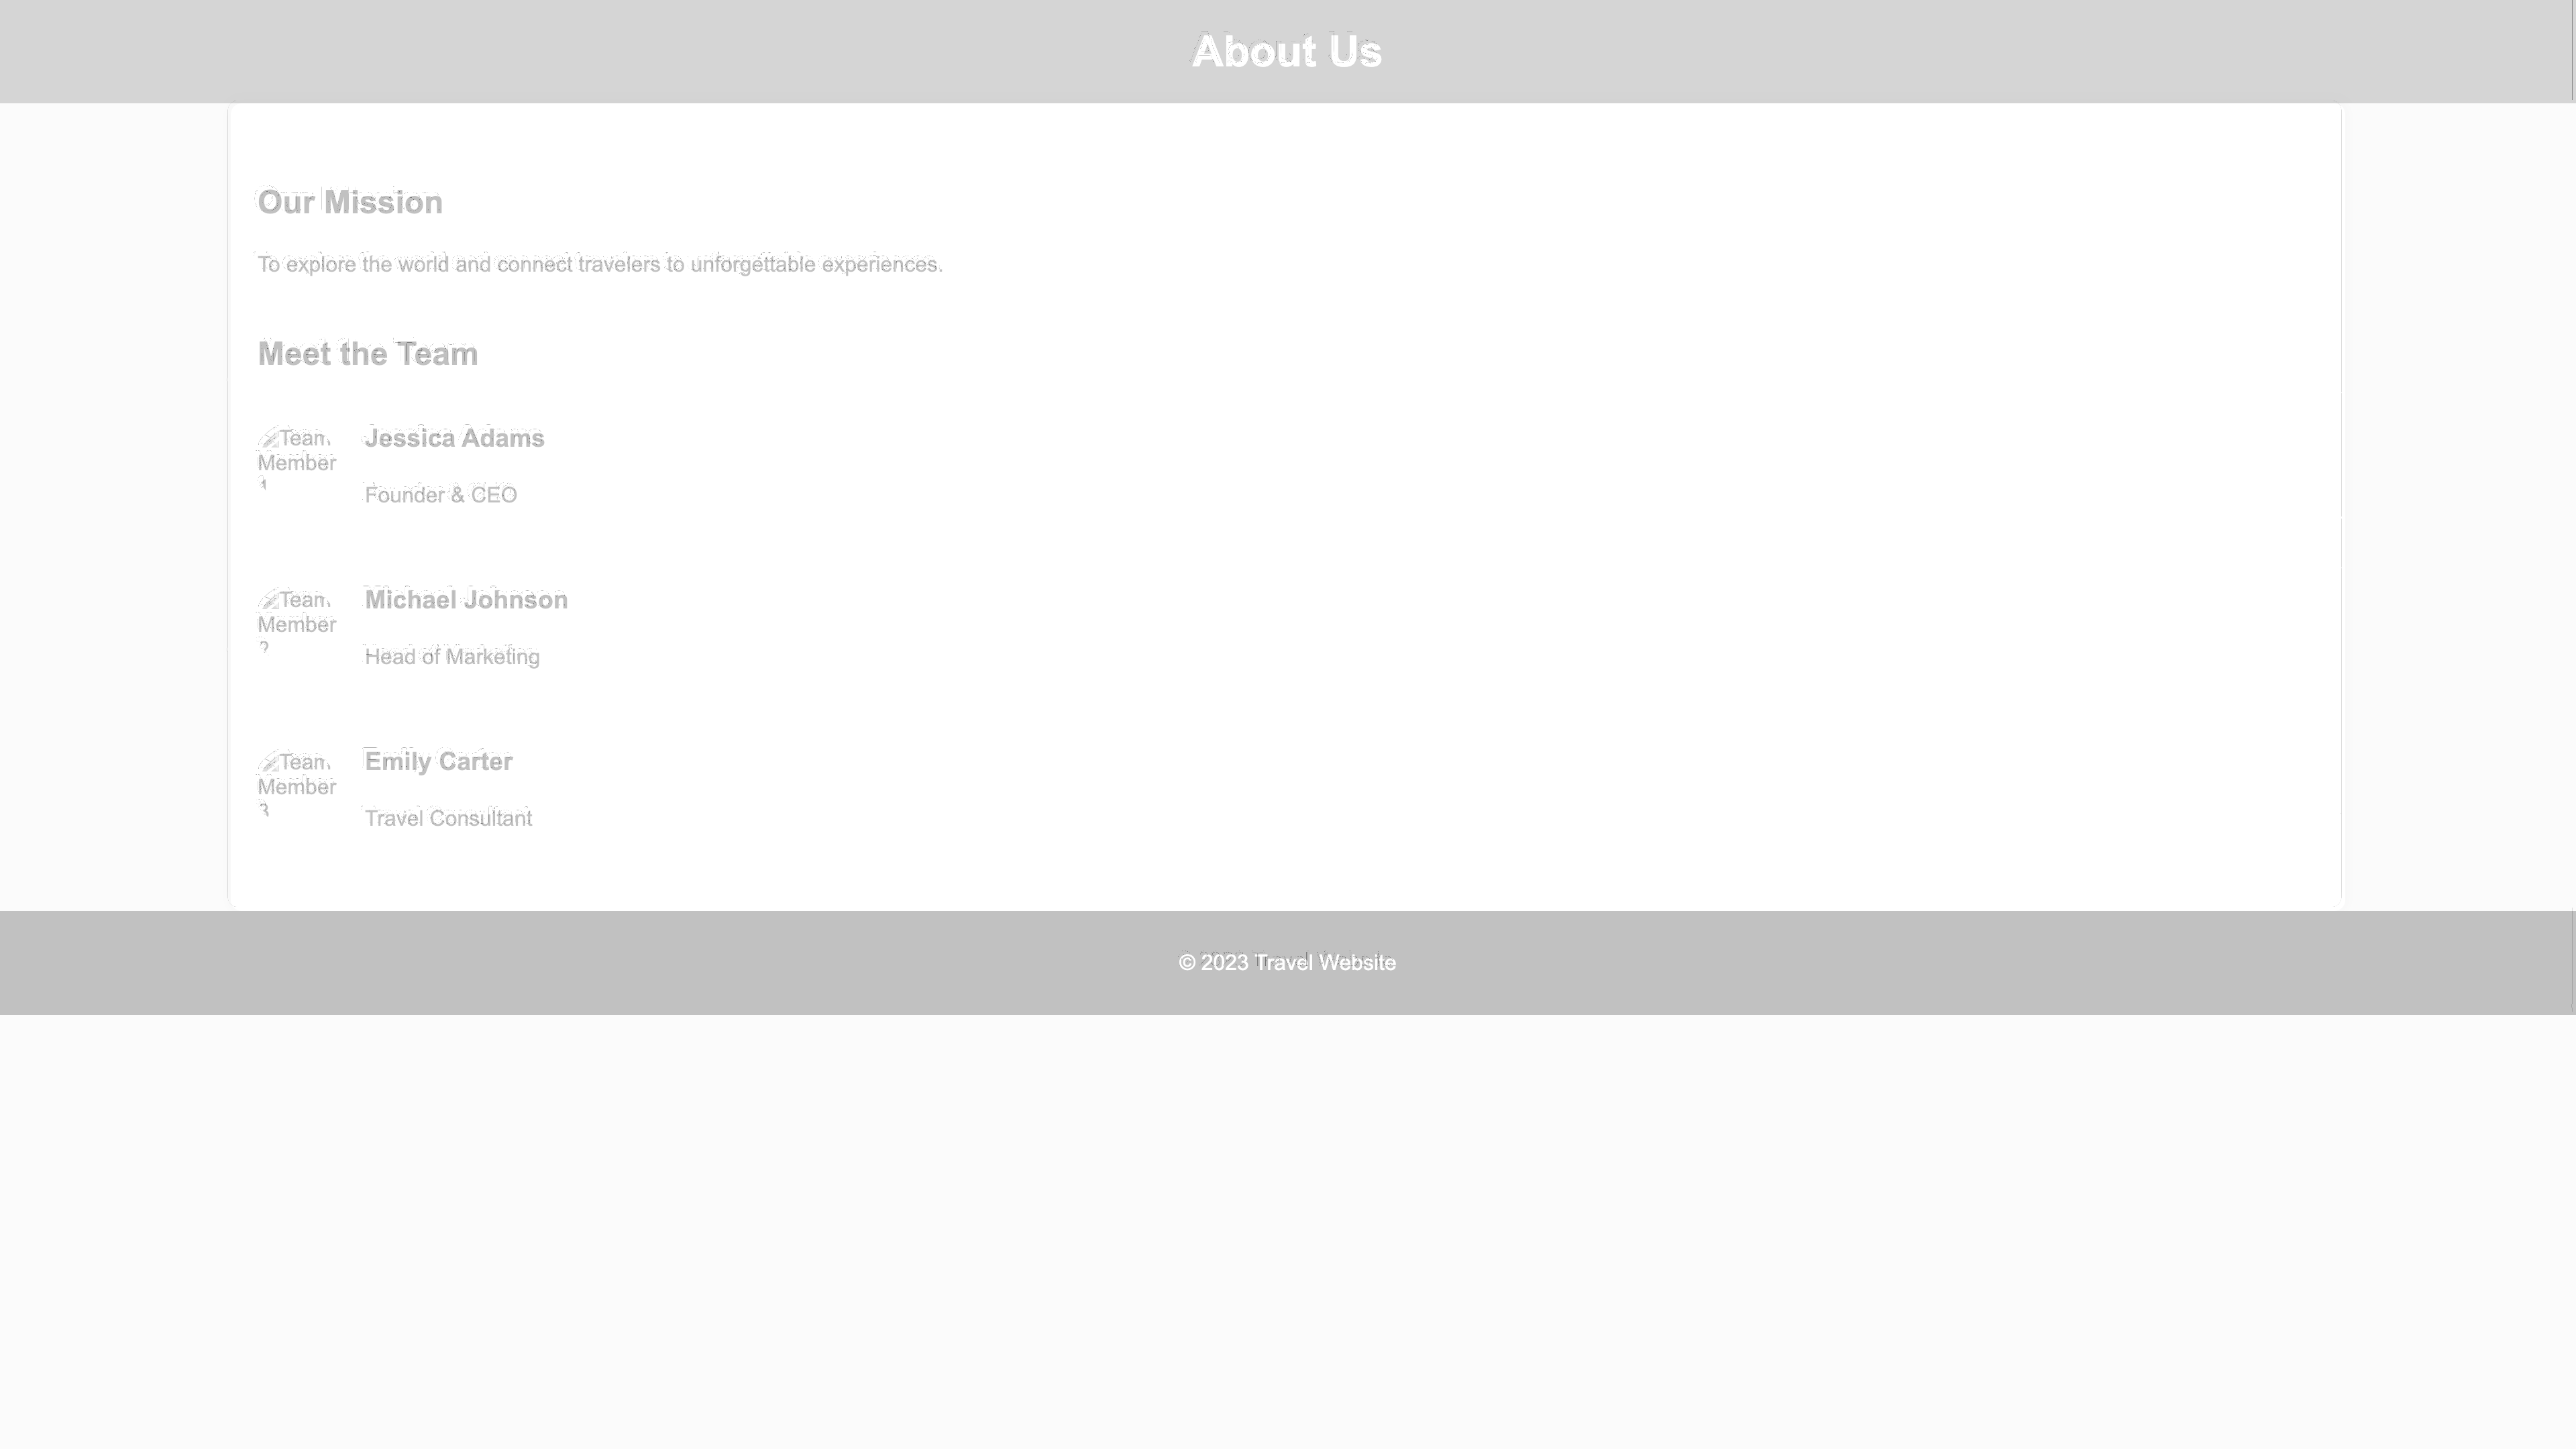 About Us
Our Mission
To explore the world and connect travelers to unforgettable experiences.
Meet the Team
Team
Member
1
Jessica Adams
Founder & CEO
Team
Member
2
Michael Johnson
Head of Marketing
Team
Member
3
Emily Carter
Travel Consultant
© 2023 Travel Website